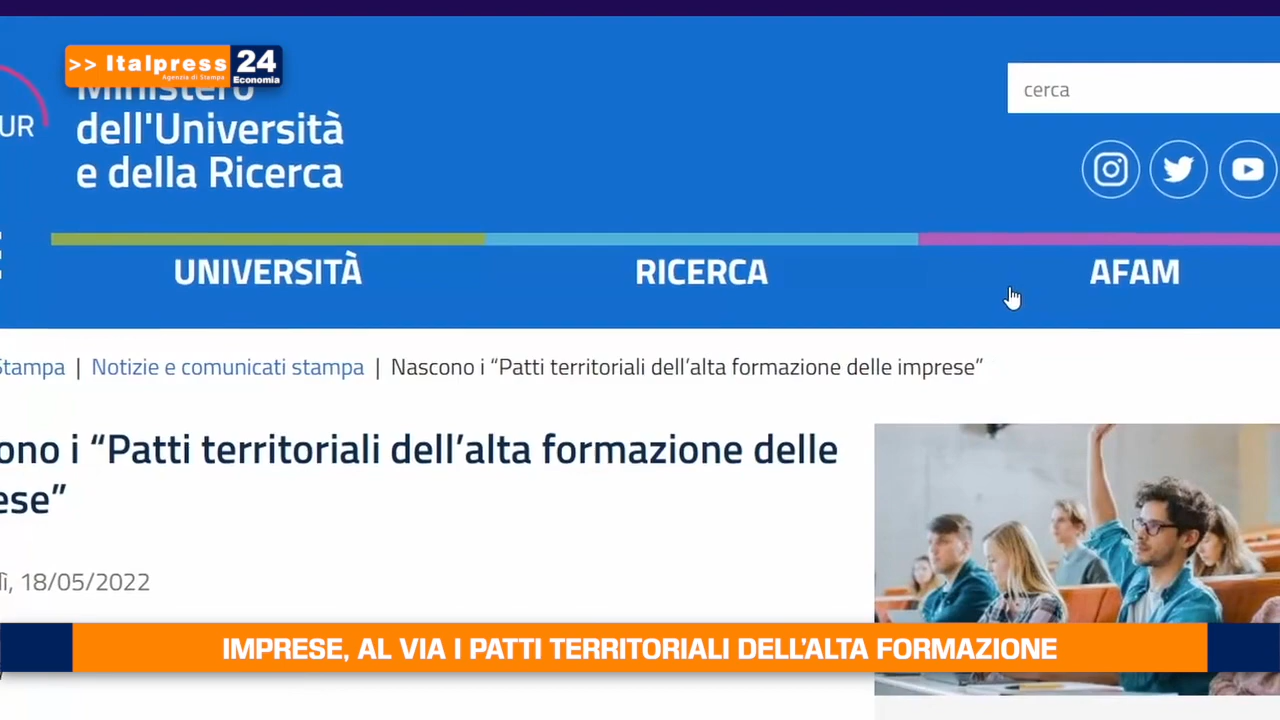 >> Italpress
Agenzia di Stampa
24
Economia
UR
Ministero
dell'Università
e della Ricerca
cerca
UNIVERSITÀ
RICERCA
AFAM
Stampa | Notizie e comunicati stampa | Nascono i “Patti territoriali dell’alta formazione delle imprese”
ono i “Patti territoriali dell’alta formazione delle
ese”
ì, 18/05/2022
IMPRESE, AL VIA I PATTI TERRITORIALI DELL'ALTA FORMAZIONE